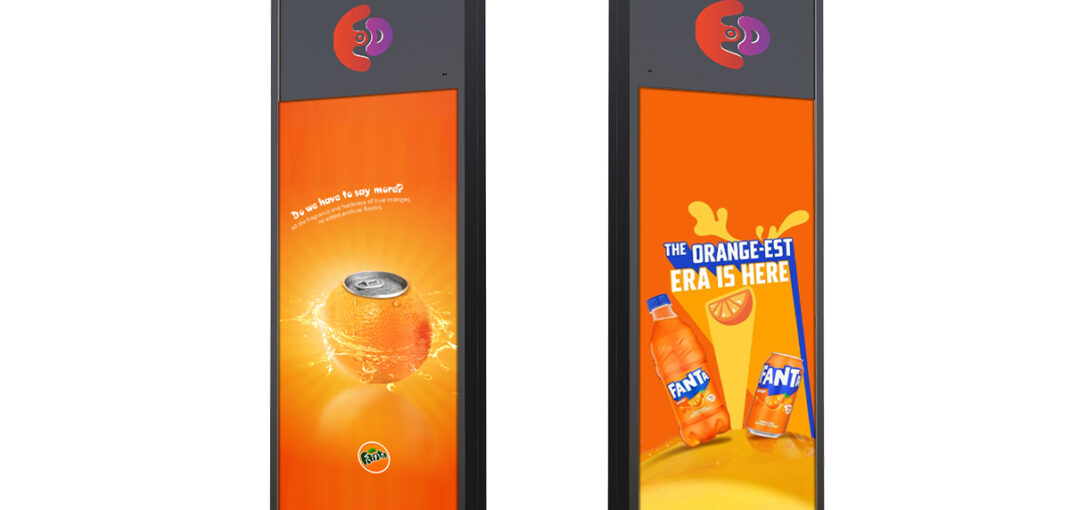 Do we have to say more?
all the fragrance and freshness of true oranges,
no added artificial flavors.
Fanta
THE ORANGE-EST
ERA IS HERE
FANTA
FANTA